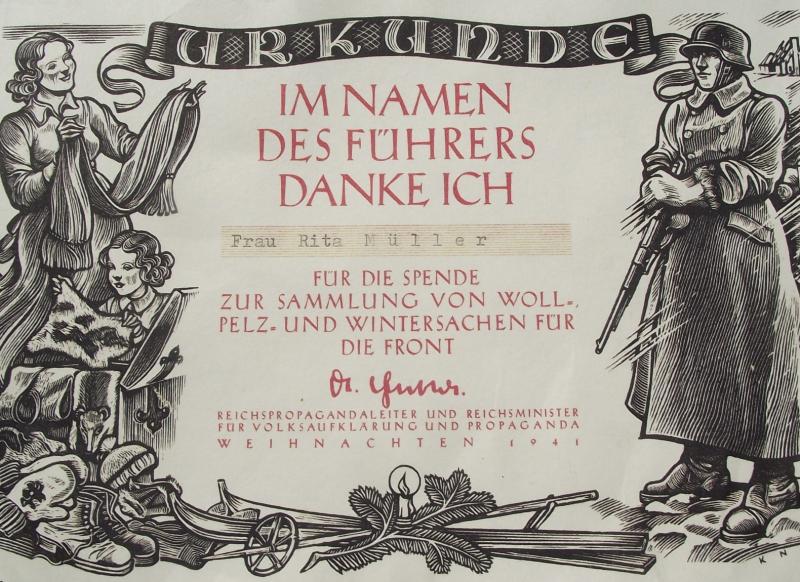 URKUNDE
IM NAMEN
DES FÜHRERS
DANKE ICH
Frau Rita Müller
FÜR DIE SPENDE
ZUR SAMMLUNG VON WOLL=,
PELZ= UND WINTERSACHEN FÜR
DIE FRONT
Dr.
REICHSPROPAGANDALEITER UND REICHSMINISTER
FÜR VOLKSAUFKLÄRUNG UND PROPAGANDA
WEIHNACHTEN 1941
K N